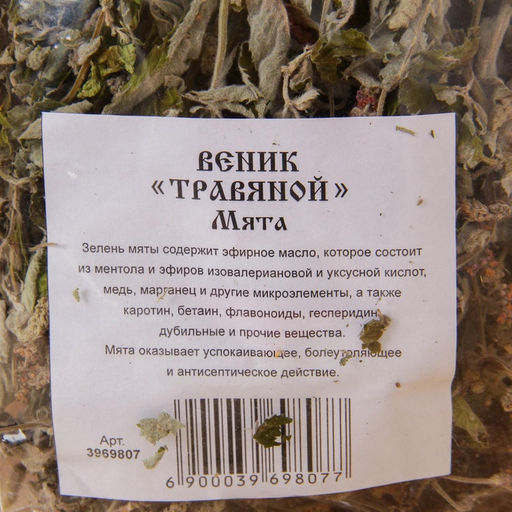 ВЕНИК
«ТРАВЯНОЙ»
Мята
Зелень мяты содержит эфирное масло, которое состоит
из ментола и эфиров изовалериановой и уксусной кислот,
медь, марганец и другие микроэлементы, а также
каротин, бетаин, флавоноиды, гесперидин,
дубильные и прочие вещества.
Мята оказывает успокаивающее, болеутоляющее
и антисептическое действие.
Арт.
3969807
6 900039 698077